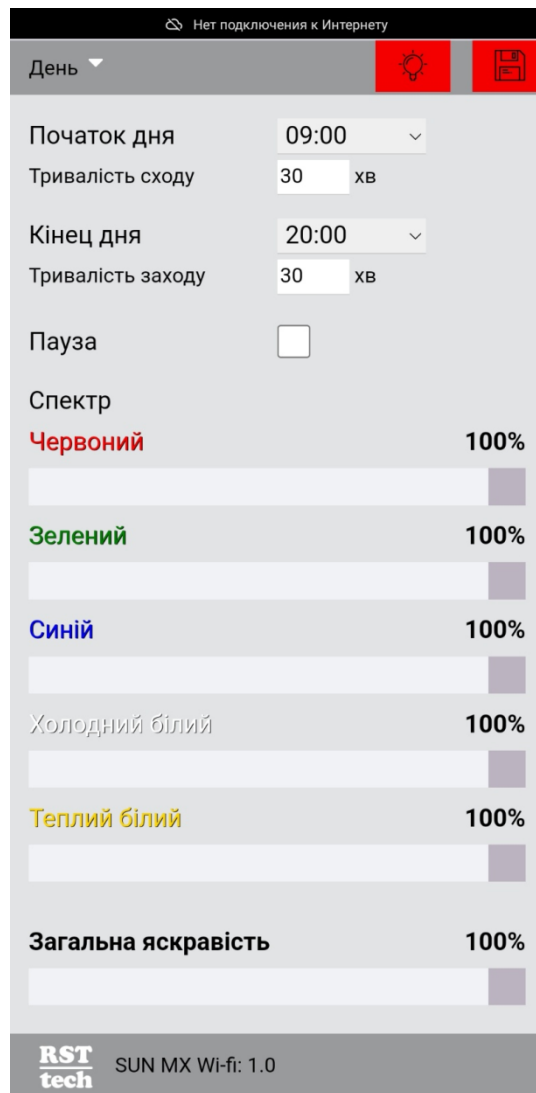 Нет подключения к Интернету
День
Початок дня 09:00
Тривалість сходу 30 хв
Кінец дня 20:00
Тривалість заходу 30 хв
Пауза
Спектр
Червоний 100%
Зелений 100%
Синій 100%
Холодний білий 100%
Теплий білий 100%
Загальна яскравість 100%
RST
tech
SUN MX Wi-fi: 1.0